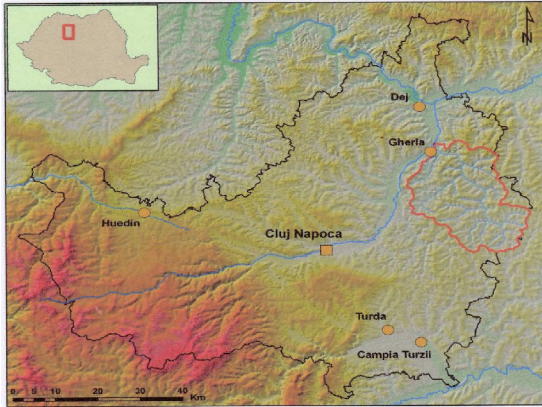 N
Dej
Gherla
Huedin
Cluj Napoca
Turda
Campia Turzii
0 5 10 20 30 40
Km